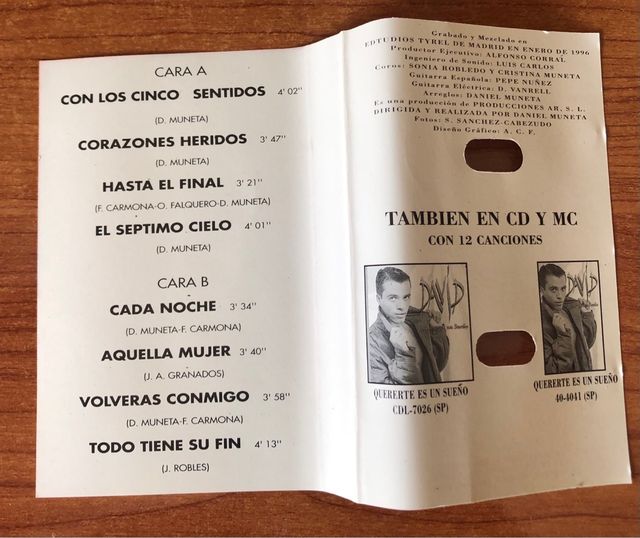 CARA A
CON LOS CINCO SENTIDOS 4' 02''
(D. MUNETA)
CORAZONES HERIDOS 3' 47''
(D. MUNETA)
HASTA EL FINAL 3' 21''
(F. CARMONA-O. FALQUERO-D. MUNETA)
EL SEPTIMO CIELO 4' 01''
(D. MUNETA)
CARA B
CADA NOCHE 3' 34''
(D. MUNETA-F. CARMONA)
AQUELLA MUJER 3' 40''
(J. A. GRANADOS)
VOLVERAS CONMIGO 3' 58''
(D. MUNETA-F. CARMONA)
TODO TIENE SU FIN 4' 13''
(J. ROBLES)
Grabado y Mezclado en
EDTUDIOS TYREL DE MADRID EN ENERO DE 1996
Productor Ejecutivo: ALFONSO CORRAL
Ingeniero de Sonido: LUIS CARLOS
Coros: SONIA ROBLEDO Y CRISTINA MUNETA
Guitarra Española: PEPE NUÑEZ
Guitarra Eléctrica: D. VANRELL
Arreglos: DANIEL MUNETA
Es una producción de PRODUCCIONES AR, S. L.
DIRIGIDA Y REALIZADA POR DANIEL MUNETA
Fotos: S. SANCHEZ-CABEZUDO
Diseño Gráfico: A. C. F.
TAMBIEN EN CD Y MC
CON 12 CANCIONES
DAVID
DAVID
QUERERTE ES UN SUEÑO
CDL-7026 (SP)
QUERERTE ES UN SUEÑO
40-4041 (SP)